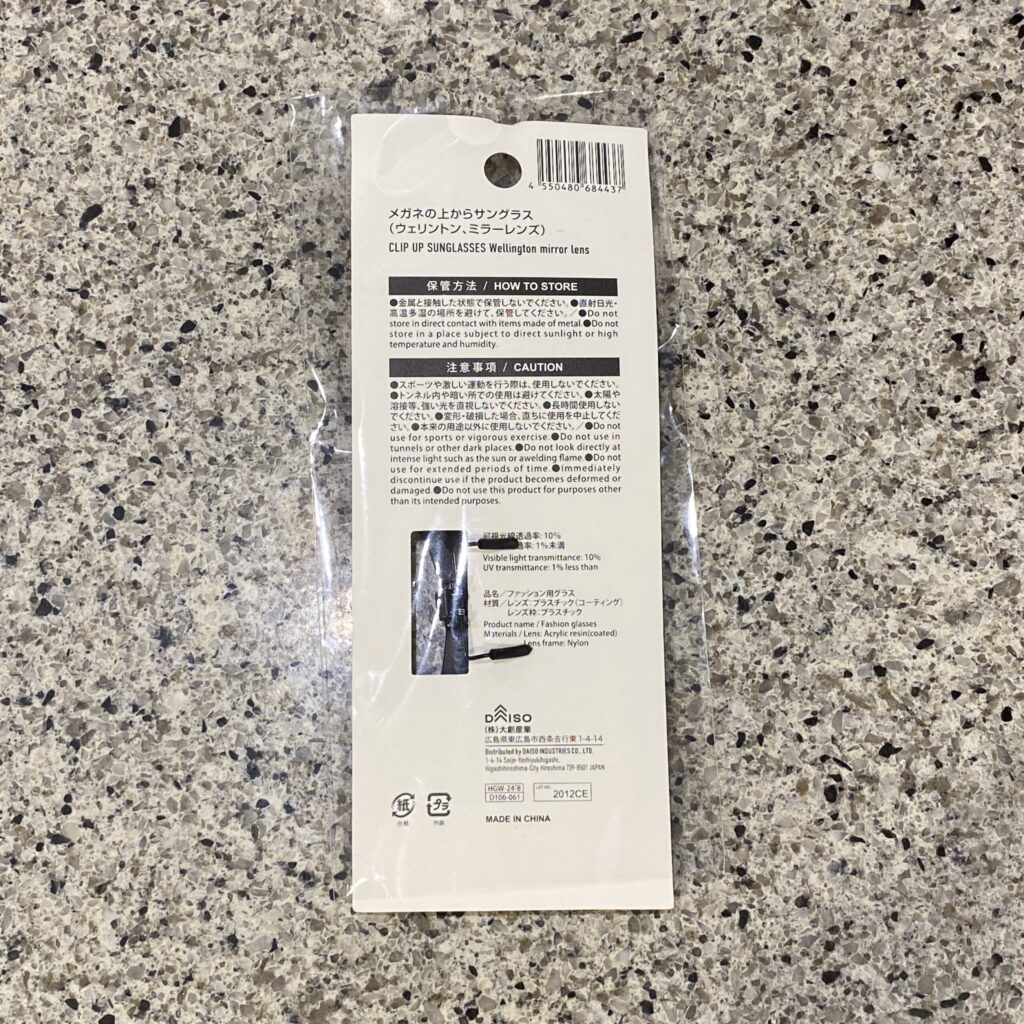 4 550480 684437
メガネの上からサングラス
(ウェリントン、ミラーレンズ)
CLIP UP SUNGLASSES Wellington mirror lens
保管方法 / HOW TO STORE
●金属と接触した状態で保管しないでください。●直射日光・
高温多湿の場所を避けて、保管してください。／●Do not
store in direct contact with items made of metal.●Do not
store in a place subject to direct sunlight or high
temperature and humidity.
注意事項 / CAUTION
●スポーツや激しい運動を行う際は、使用しないでください。
●トンネル内や暗い所での使用は避けてください。●太陽や
溶接等、強い光を直視しないでください。●長時間使用しない
でください。●変形・破損した場合、直ちに使用を中止してくだ
さい。●本来の用途以外に使用しないでください。／●Do not
use for sports or vigorous exercise.●Do not use in
tunnels or other dark places.●Do not look directly at
intense light such as the sun or awelding flame.●Do not
use for extended periods of time.●Immediately
discontinue use if the product becomes deformed or
damaged.●Do not use this product for purposes other
than its intended purposes.
可視光線透過率: 10%
過率: 1%未満
Visible light transmittance: 10%
UV transmittance: 1% less than
品名／ファッション用グラス
材質／レンズ:プラスチック(コーティング)
レンズ枠:プラスチック
Product name / Fashion glasses
Materials / Lens: Acrylic resin(coated)
Lens frame: Nylon
DAISO
(株)大創産業
広島県東広島市西条吉行東1-4-14
Distributed by DAISO INDUSTRIES CO., LTD.
1-4-14 Saijo-Yoshiyukihigashi,
Higashihiroshima-City, Hiroshima 739-8501 JAPAN
HGW-24-8
D106-061
LOT NO.
2012CE
紙
台紙
プラ
外装
MADE IN CHINA